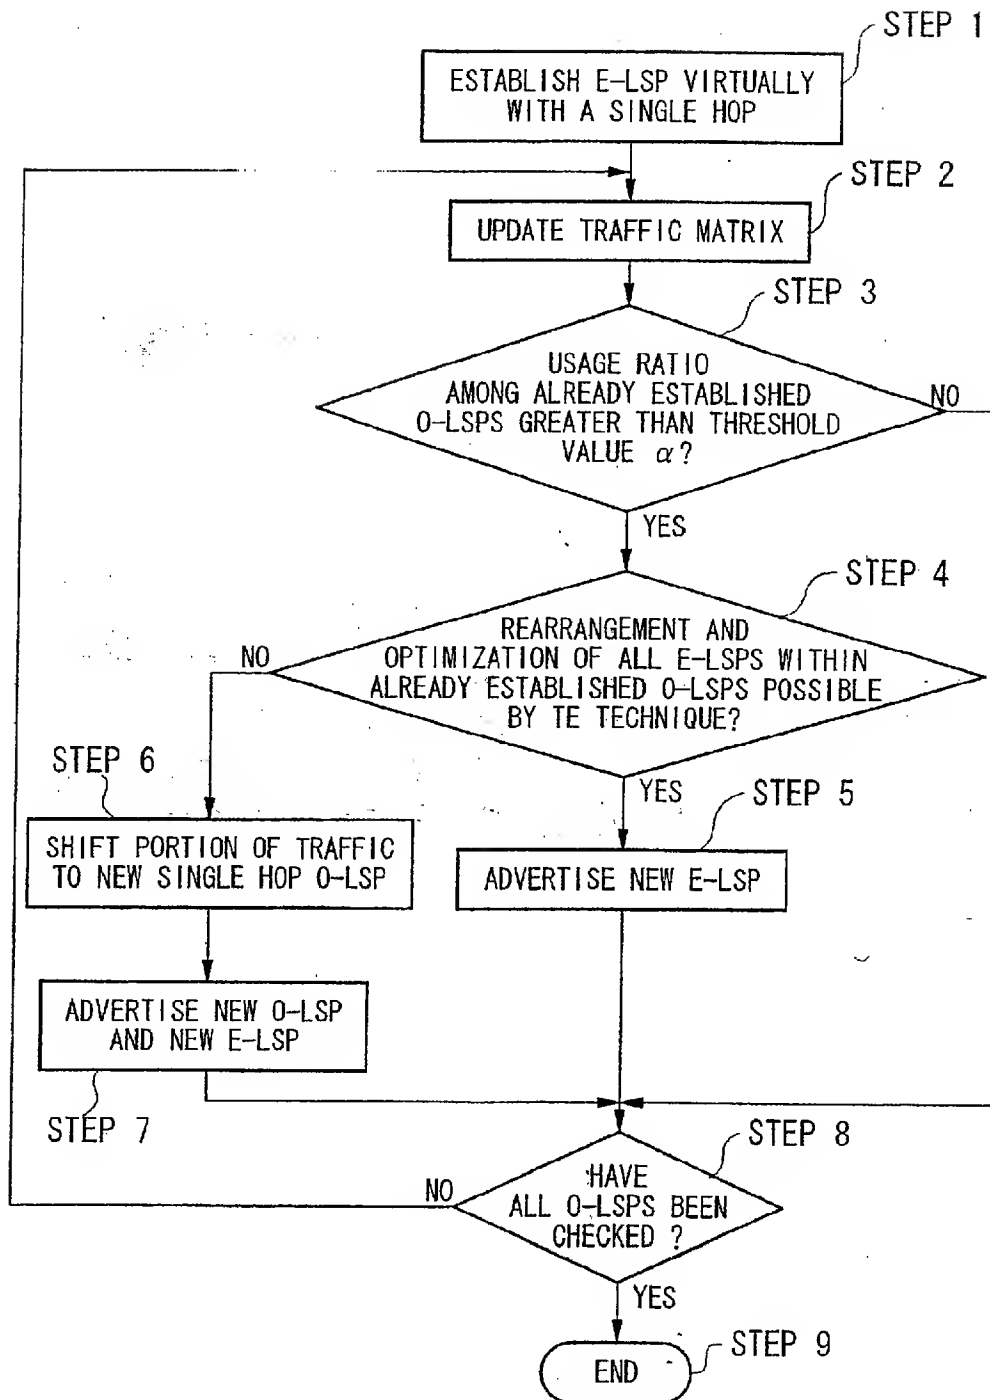 STEP 1
ESTABLISH E-LSP VIRTUALLY
WITH A SINGLE HOP
STEP 2
UPDATE TRAFFIC MATRIX
STEP 3
USAGE RATIO
AMONG ALREADY ESTABLISHED
O-LSPS GREATER THAN THRESHOLD
VALUE α?
NO
YES
STEP 4
REARRANGEMENT AND
OPTIMIZATION OF ALL E-LSPS WITHIN
ALREADY ESTABLISHED O-LSPS POSSIBLE
BY TE TECHNIQUE?
NO
YES
STEP 6
SHIFT PORTION OF TRAFFIC
TO NEW SINGLE HOP O-LSP
STEP 5
ADVERTISE NEW E-LSP
ADVERTISE NEW O-LSP
AND NEW E-LSP
STEP 7
STEP 8
HAVE
ALL O-LSPS BEEN
CHECKED ?
NO
YES
STEP 9
END